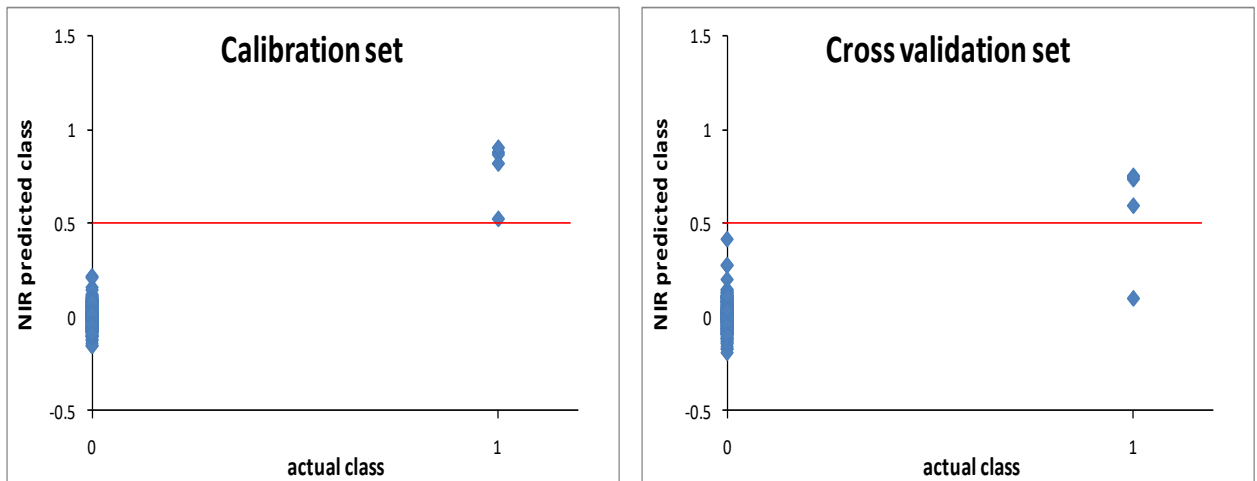 Calibration set
NIR predicted class
1.5
1
0.5
0
-0.5
0
1
actual class
Cross validation set
NIR predicted class
1.5
1
0.5
0
-0.5
0
1
actual class